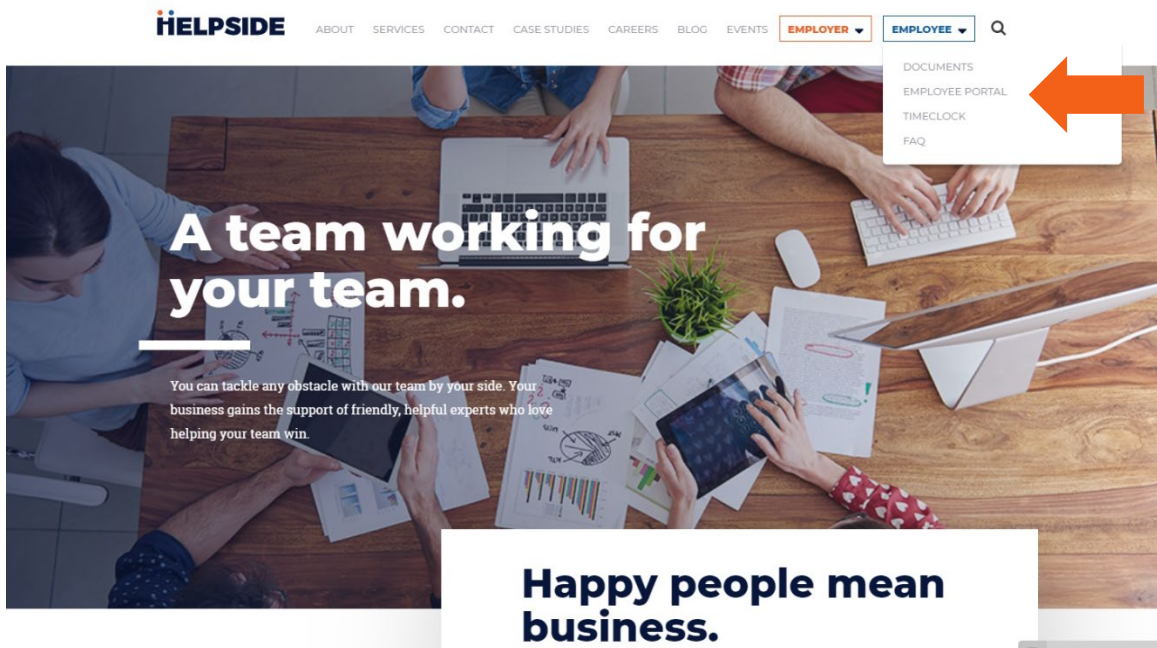 HELPSIDE
ABOUT SERVICES CONTACT CASE STUDIES CAREERS BLOG EVENTS EMPLOYER EMPLOYEE
DOCUMENTS
EMPLOYEE PORTAL
TIMECLOCK
FAQ
A team working for
your team.
You can tackle any obstacle with our team by your side. Your
business gains the support of friendly, helpful experts who love
helping your team win.
Happy people mean
business.